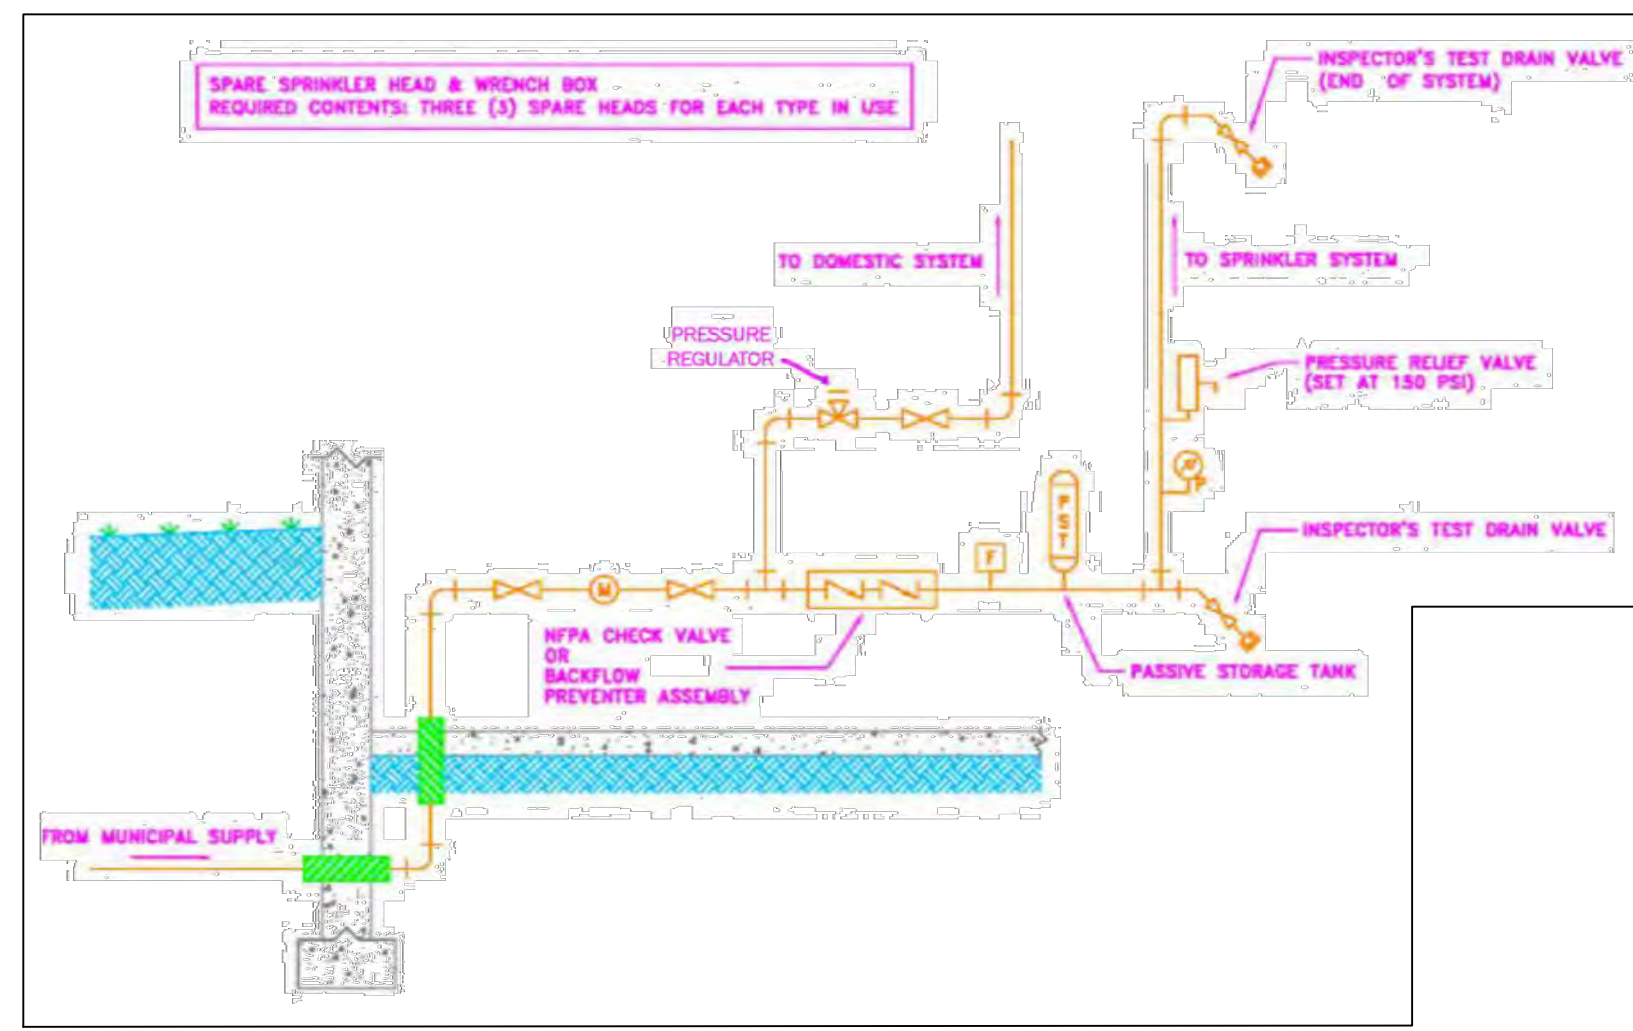 SPARE SPRINKLER HEAD & WRENCH BOX
REQUIRED CONTENTS: THREE (3) SPARE HEADS FOR EACH TYPE IN USE
INSPECTOR'S TEST DRAIN VALVE
(END OF SYSTEM)
TO DOMESTIC SYSTEM
TO SPRINKLER SYSTEM
PRESSURE
REGULATOR
PRESSURE RELIEF VALVE
(SET AT 150 PSI)
PST
INSPECTOR'S TEST DRAIN VALVE
F
M
NFPA CHECK VALVE
OR
BACKFLOW
PREVENTER ASSEMBLY
PASSIVE STORAGE TANK
FROM MUNICIPAL SUPPLY